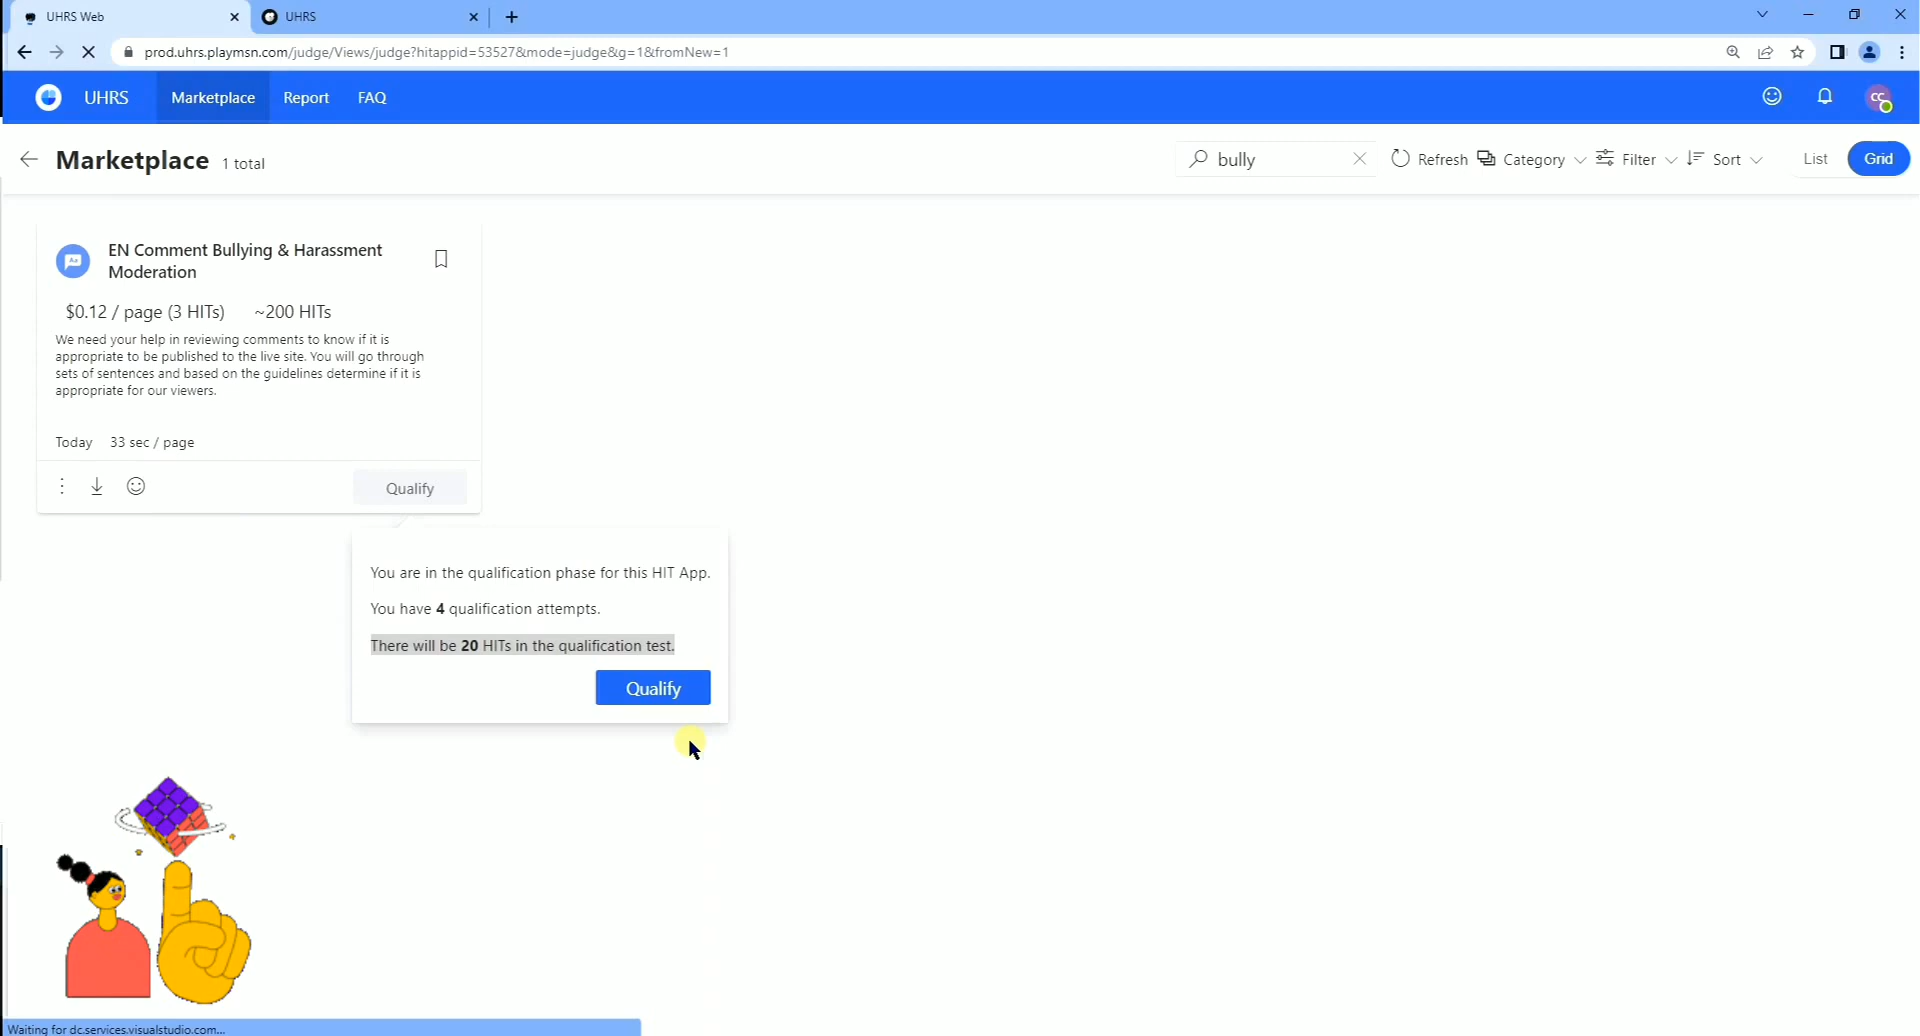 UHRS Web
UHRS
prod.uhrs.playmsn.com/judge/Views/judge?hitappid=53527&mode=judge&g=1&fromNew=1
UHRS Marketplace Report FAQ
CC
Marketplace 1 total
bully Refresh Category Filter Sort List Grid
EN Comment Bullying & Harassment
Moderation
$0.12 / page (3 HITs) ~200 HITs
We need your help in reviewing comments to know if it is
appropriate to be published to the live site. You will go through
sets of sentences and based on the guidelines determine if it is
appropriate for our viewers.
Today 33 sec / page
Qualify
You are in the qualification phase for this HIT App.
You have 4 qualification attempts.
There will be 20 HITs in the qualification test.
Qualify
Waiting for dc.services.visualstudio.com...